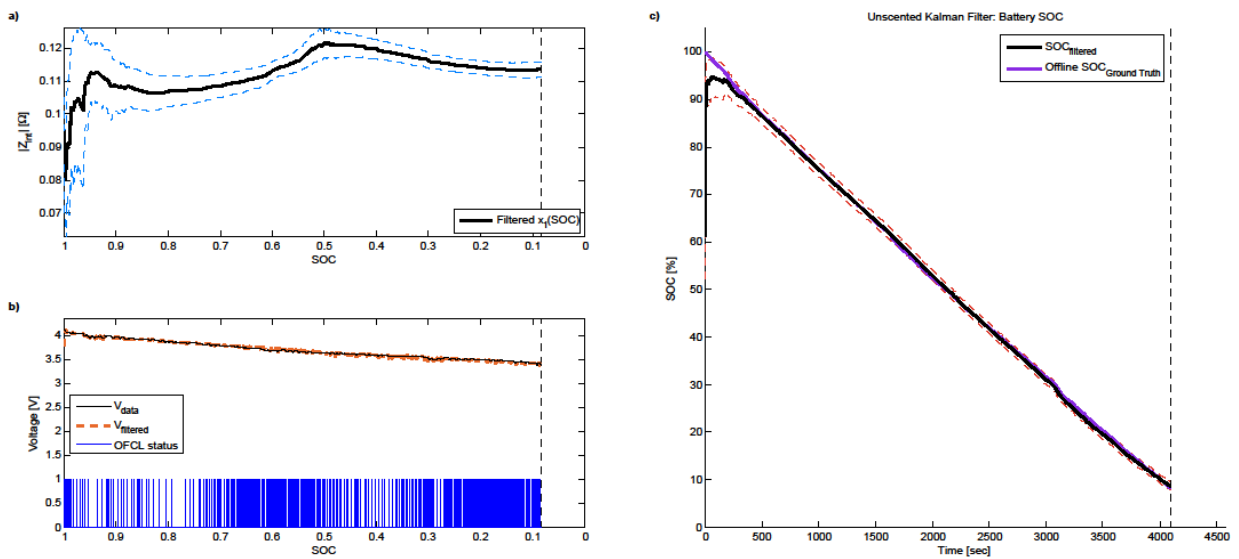 a)
0.12
0.11
0.1
0.09
0.08
0.07
|Z_int| [Ω]
Filtered x_1(SOC)
1 0.9 0.8 0.7 0.6 0.5 0.4 0.3 0.2 0.1 0
SOC
b)
4
3.5
3
2.5
2
1.5
1
0.5
0
Voltage [V]
V_data
V_filtered
OFCL status
1 0.9 0.8 0.7 0.6 0.5 0.4 0.3 0.2 0.1 0
SOC
c)
Unscented Kalman Filter: Battery SOC
SOC_filtered
Offline SOC_Ground Truth
100
90
80
70
60
50
40
30
20
10
0
SOC [%]
0 500 1000 1500 2000 2500 3000 3500 4000 4500
Time [sec]